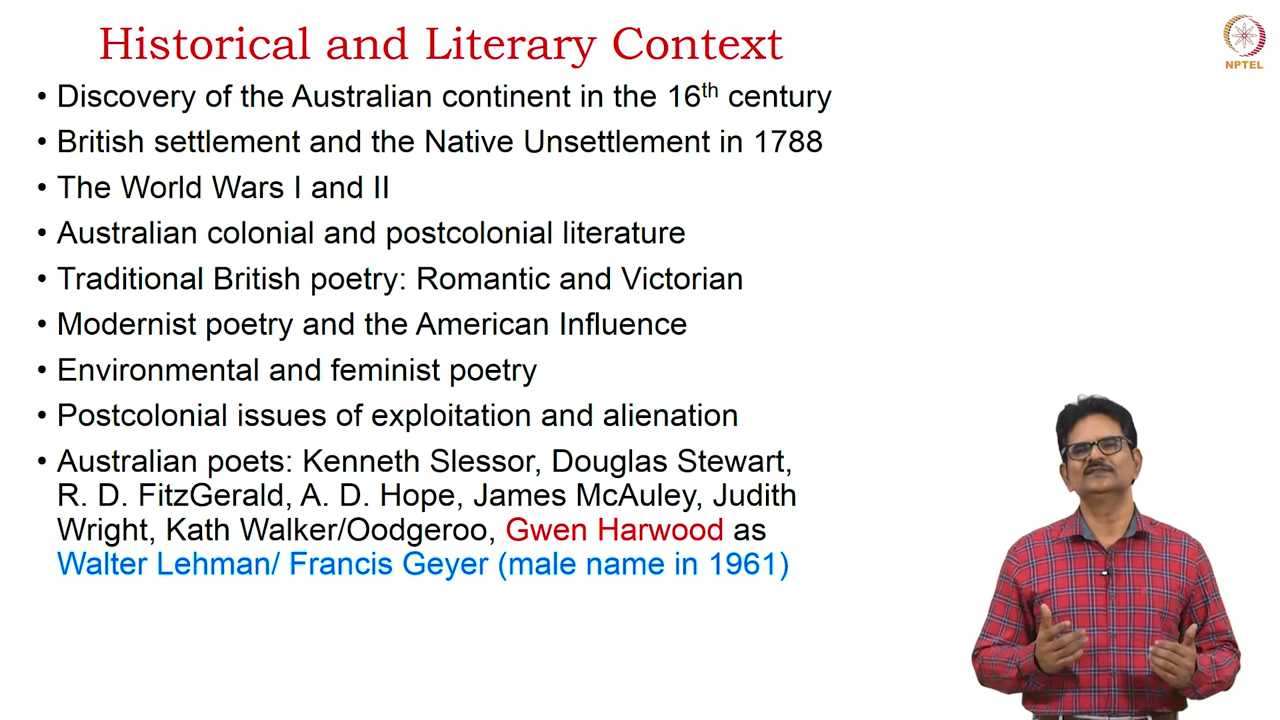 Historical and Literary Context
NPTEL
• Discovery of the Australian continent in the 16th century
• British settlement and the Native Unsettlement in 1788
• The World Wars I and II
• Australian colonial and postcolonial literature
• Traditional British poetry: Romantic and Victorian
• Modernist poetry and the American Influence
• Environmental and feminist poetry
• Postcolonial issues of exploitation and alienation
• Australian poets: Kenneth Slessor, Douglas Stewart,
R. D. FitzGerald, A. D. Hope, James McAuley, Judith
Wright, Kath Walker/Oodgeroo, Gwen Harwood as
Walter Lehman/ Francis Geyer (male name in 1961)